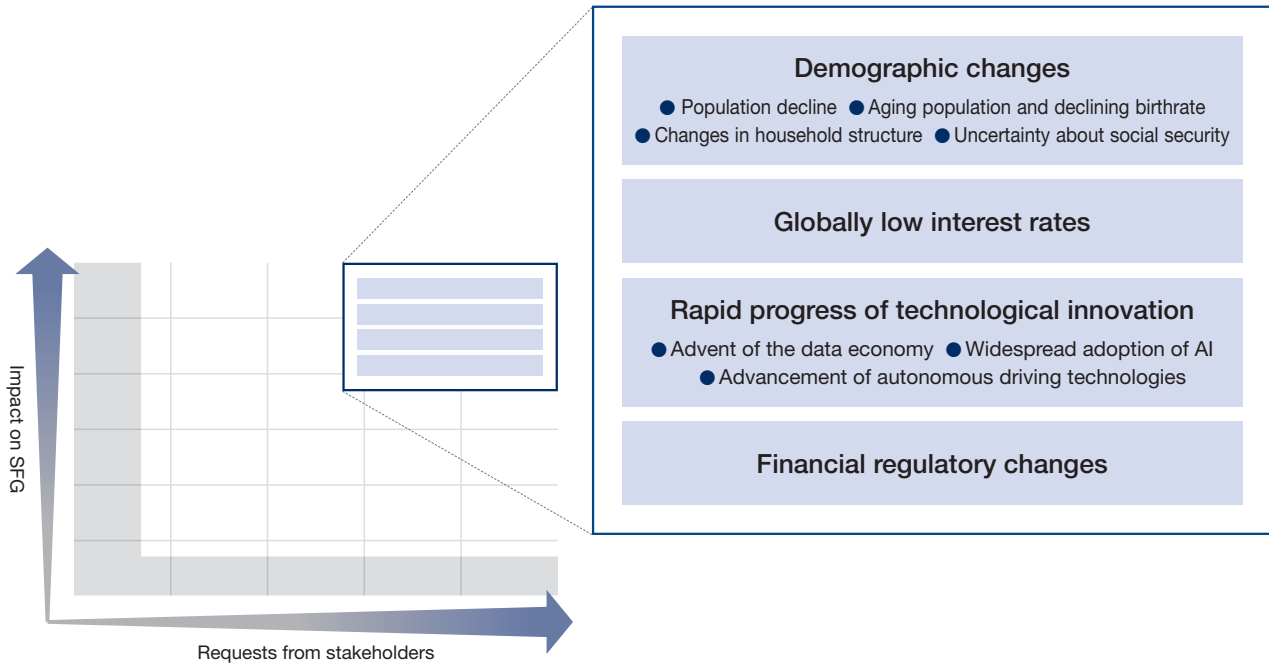 Demographic changes
● Population decline ● Aging population and declining birthrate
● Changes in household structure ● Uncertainty about social security
Globally low interest rates
Rapid progress of technological innovation
● Advent of the data economy ● Widespread adoption of AI
● Advancement of autonomous driving technologies
Financial regulatory changes
Impact on SFG
Requests from stakeholders